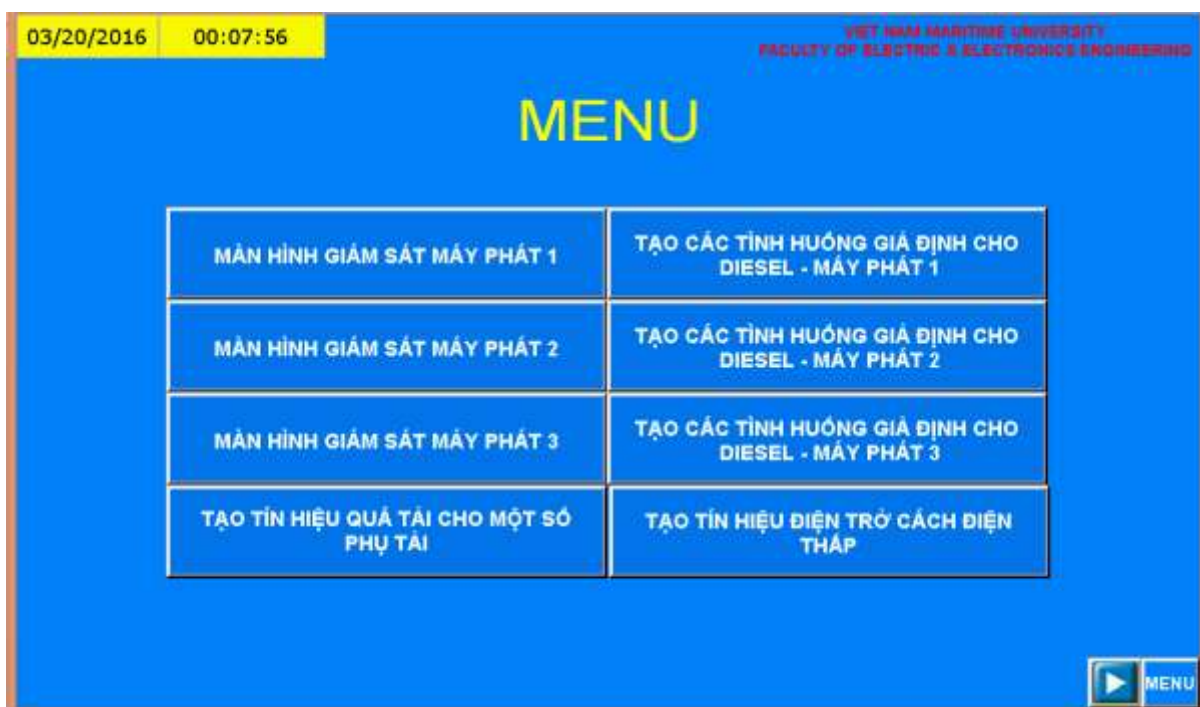 03/20/2016 00:07:56
VIET NAM MARITIME UNIVERSITY
FACULTY OF ELECTRIC & ELECTRONICS ENGINEERING
MENU
MÀN HÌNH GIÁM SÁT MÁY PHÁT 1
TẠO CÁC TÌNH HUỐNG GIẢ ĐỊNH CHO
DIESEL - MÁY PHÁT 1
MÀN HÌNH GIÁM SÁT MÁY PHÁT 2
TẠO CÁC TÌNH HUỐNG GIẢ ĐỊNH CHO
DIESEL - MÁY PHÁT 2
MÀN HÌNH GIÁM SÁT MÁY PHÁT 3
TẠO CÁC TÌNH HUỐNG GIẢ ĐỊNH CHO
DIESEL - MÁY PHÁT 3
TẠO TÍN HIỆU QUÁ TẢI CHO MỘT SỐ
PHỤ TẢI
TẠO TÍN HIỆU ĐIỆN TRỞ CÁCH ĐIỆN
THẤP
MENU